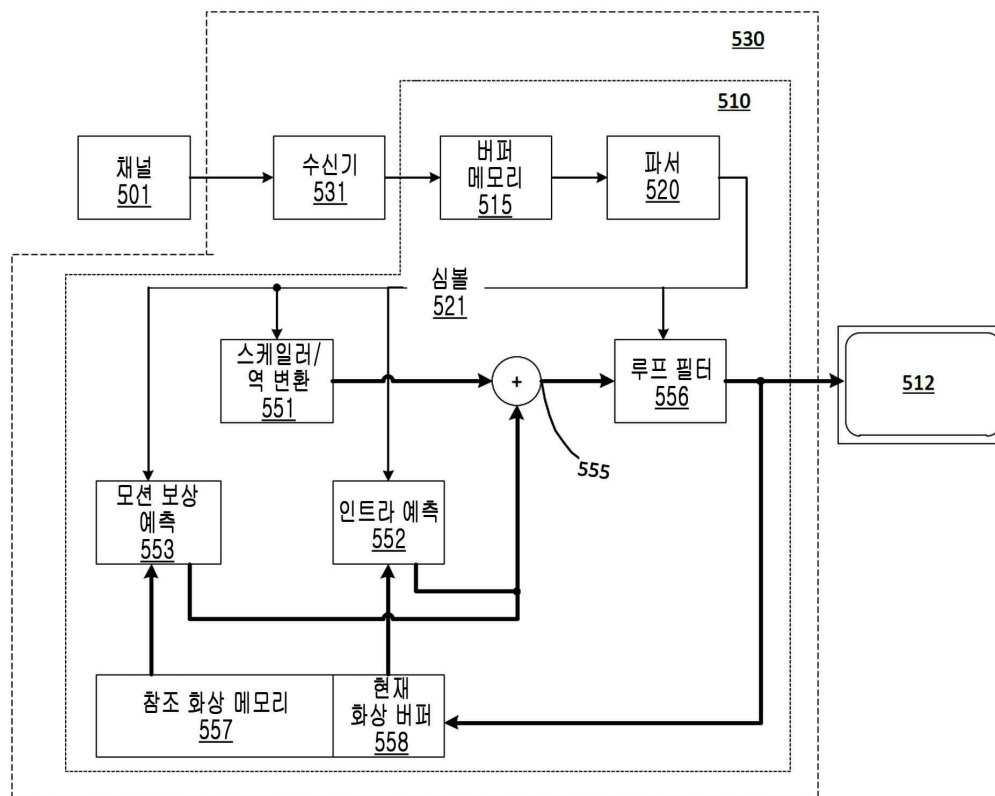 530
510
채널
501
수신기
531
버퍼
메모리
515
파서
520
심볼
521
스케일러/
역 변환
551
+
555
루프 필터
556
512
모션 보상
예측
553
인트라 예측
552
참조 화상 메모리
557
현재
화상 버퍼
558